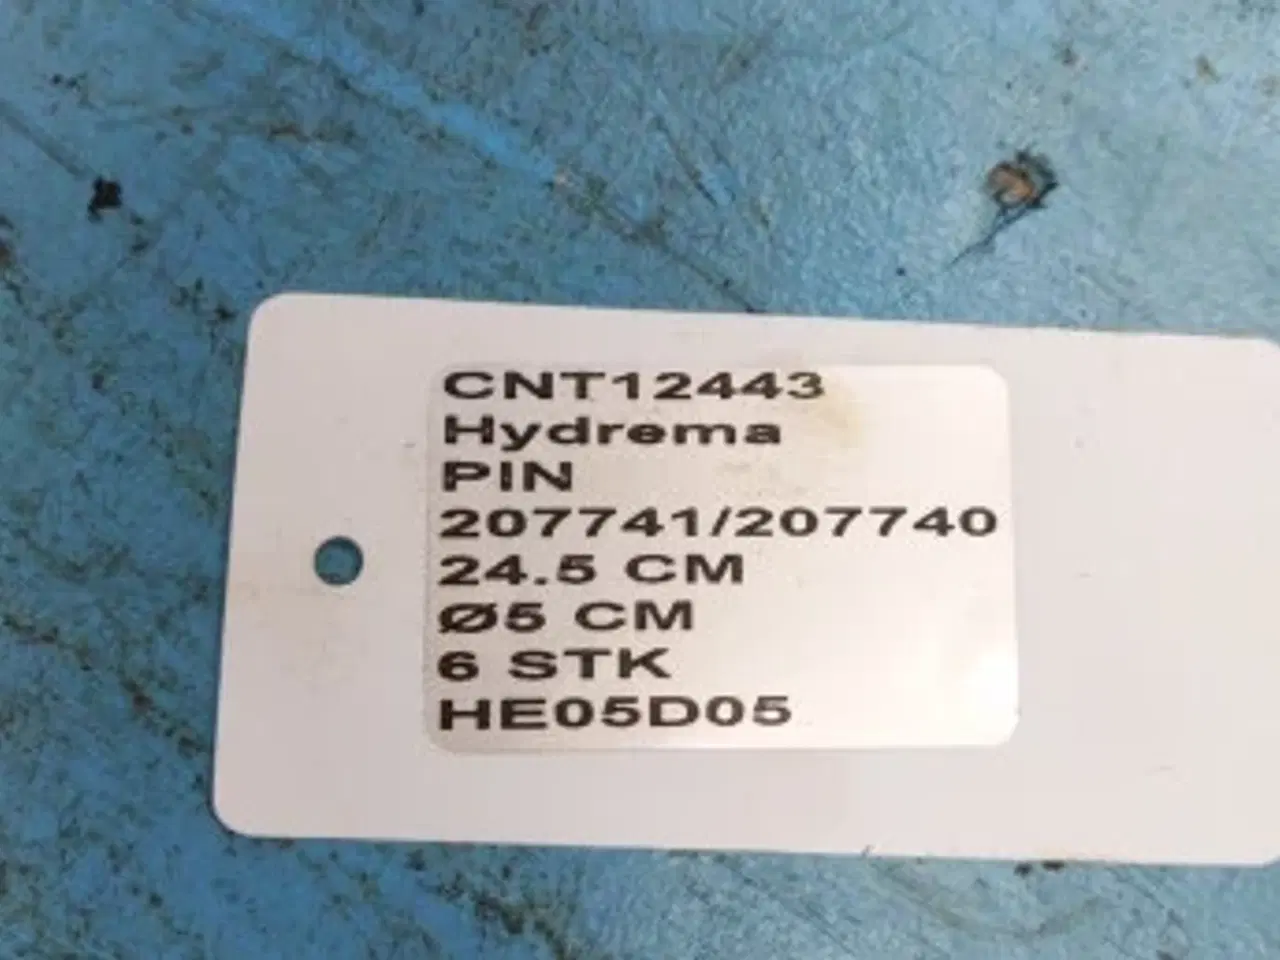 CNT12443
Hydrema
PIN
207741/207740
24.5 CM
Ø5 CM
6 STK
HE05D05